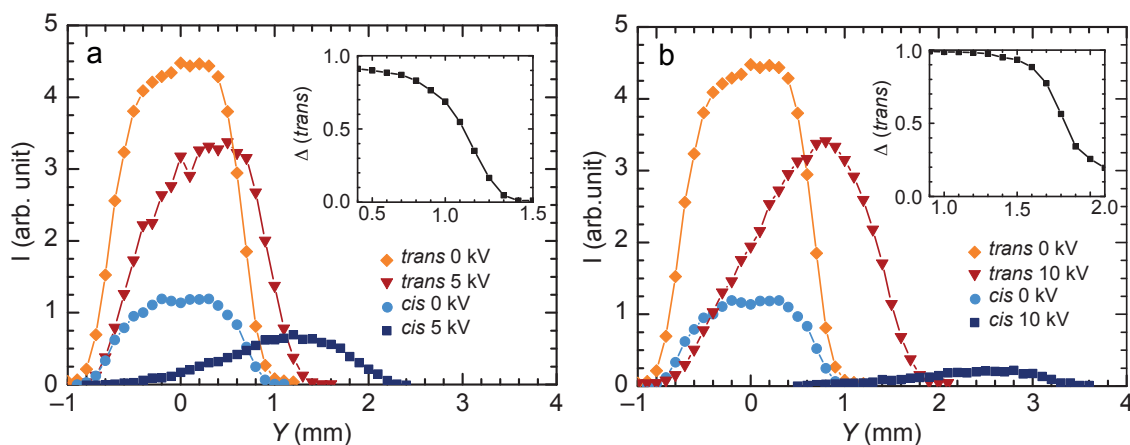 a
I (arb. unit)
5
4
3
2
1
0
–1
0
1
2
3
4
Y (mm)
Δ (trans)
1.0
0.5
0.0
0.5
1.0
1.5
trans 0 kV
trans 5 kV
cis 0 kV
cis 5 kV
b
I (arb.unit)
5
4
3
2
1
0
–1
0
1
2
3
4
Y (mm)
Δ (trans)
1.0
0.5
0.0
1.0
1.5
2.0
trans 0 kV
trans 10 kV
cis 0 kV
cis 10 kV